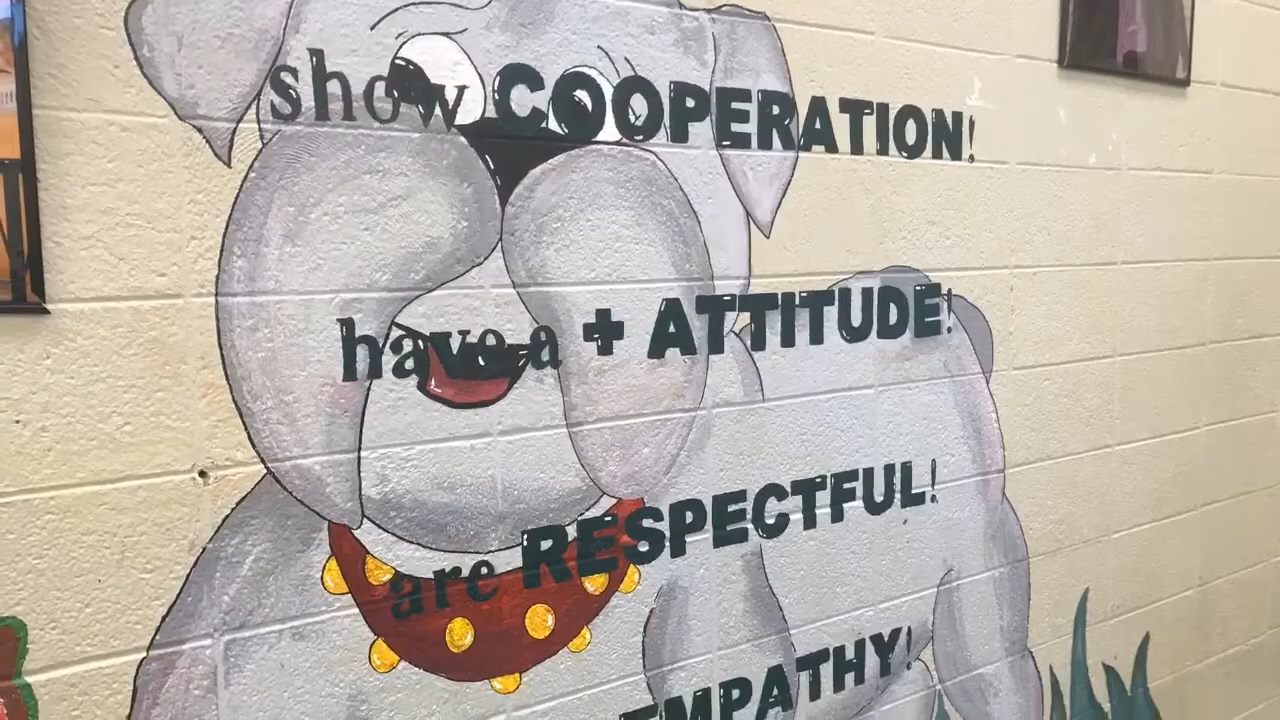 show COOPERATION!
have a + ATTITUDE!
are RESPECTFUL!
EMPATHY!